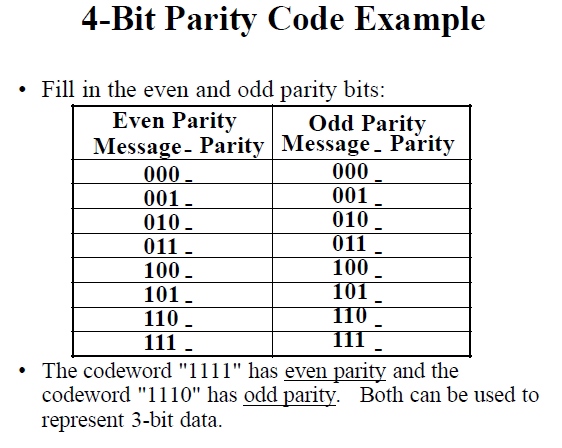 4-Bit Parity Code Example
• Fill in the even and odd parity bits:
Even Parity Odd Parity
Message - Parity Message - Parity
000 - 000 -
001 - 001 -
010 - 010 -
011 - 011 -
100 - 100 -
101 - 101 -
110 - 110 -
111 - 111 -
• The codeword "1111" has even parity and the
codeword "1110" has odd parity. Both can be used to
represent 3-bit data.